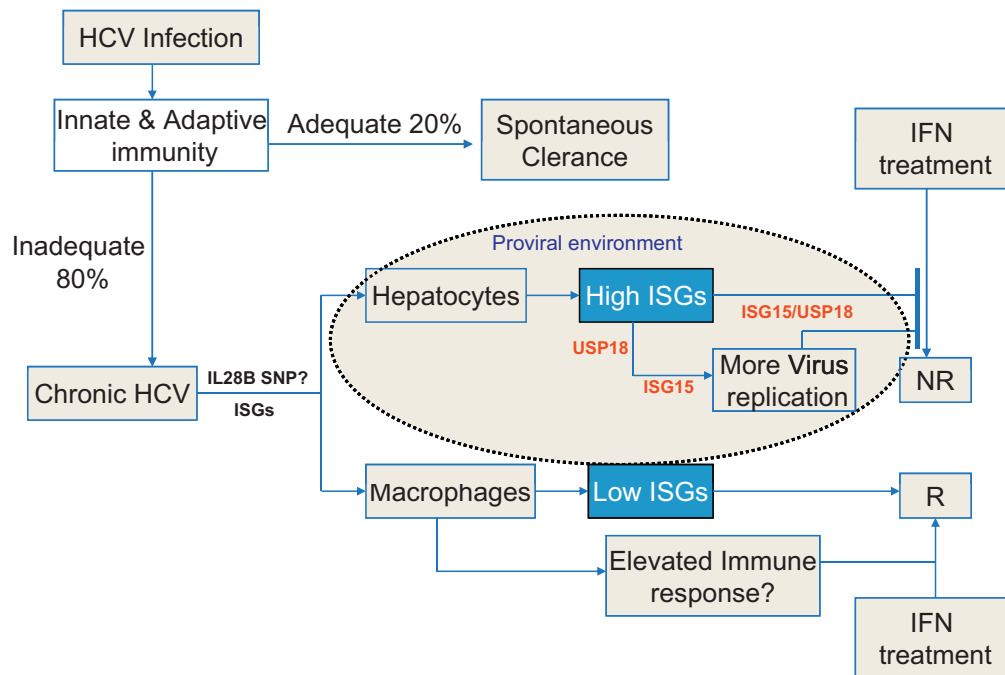 HCV Infection
Innate & Adaptive
immunity
Adequate 20%
Spontaneous
Clerance
IFN
treatment
Inadequate
80%
Proviral environment
Hepatocytes
High ISGs
ISG15/USP18
USP18
ISG15
More Virus
replication
NR
Chronic HCV
IL28B SNP?
ISGs
Macrophages
Low ISGs
R
Elevated Immune
response?
IFN
treatment